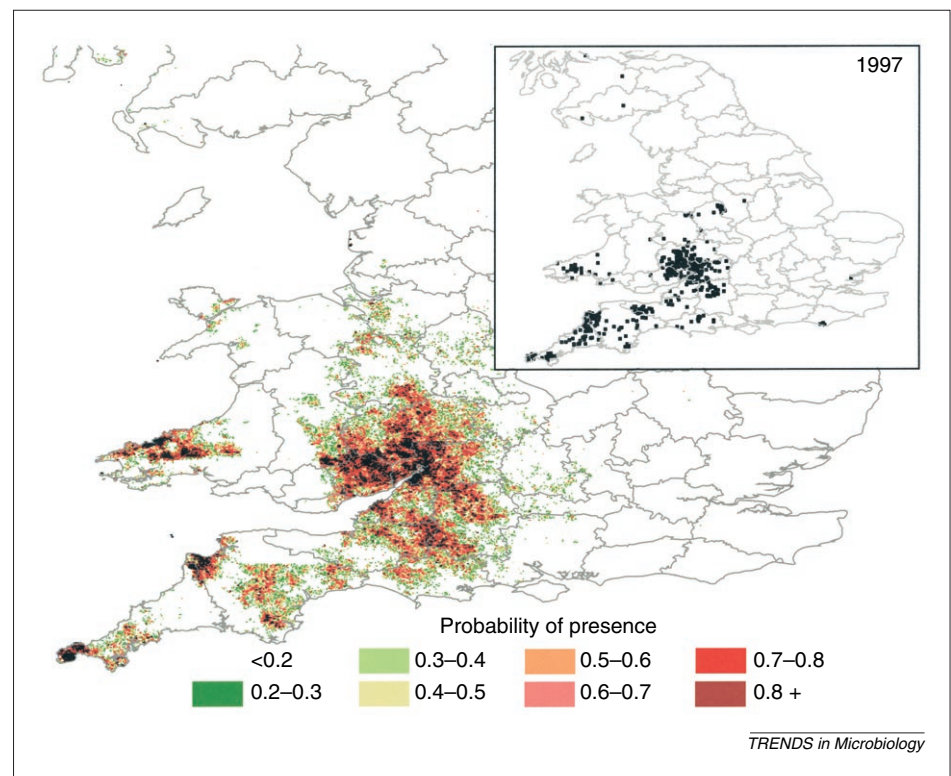 1997
Probability of presence
<0.2 0.3–0.4 0.5–0.6 0.7–0.8
0.2–0.3 0.4–0.5 0.6–0.7 0.8 +
TRENDS in Microbiology